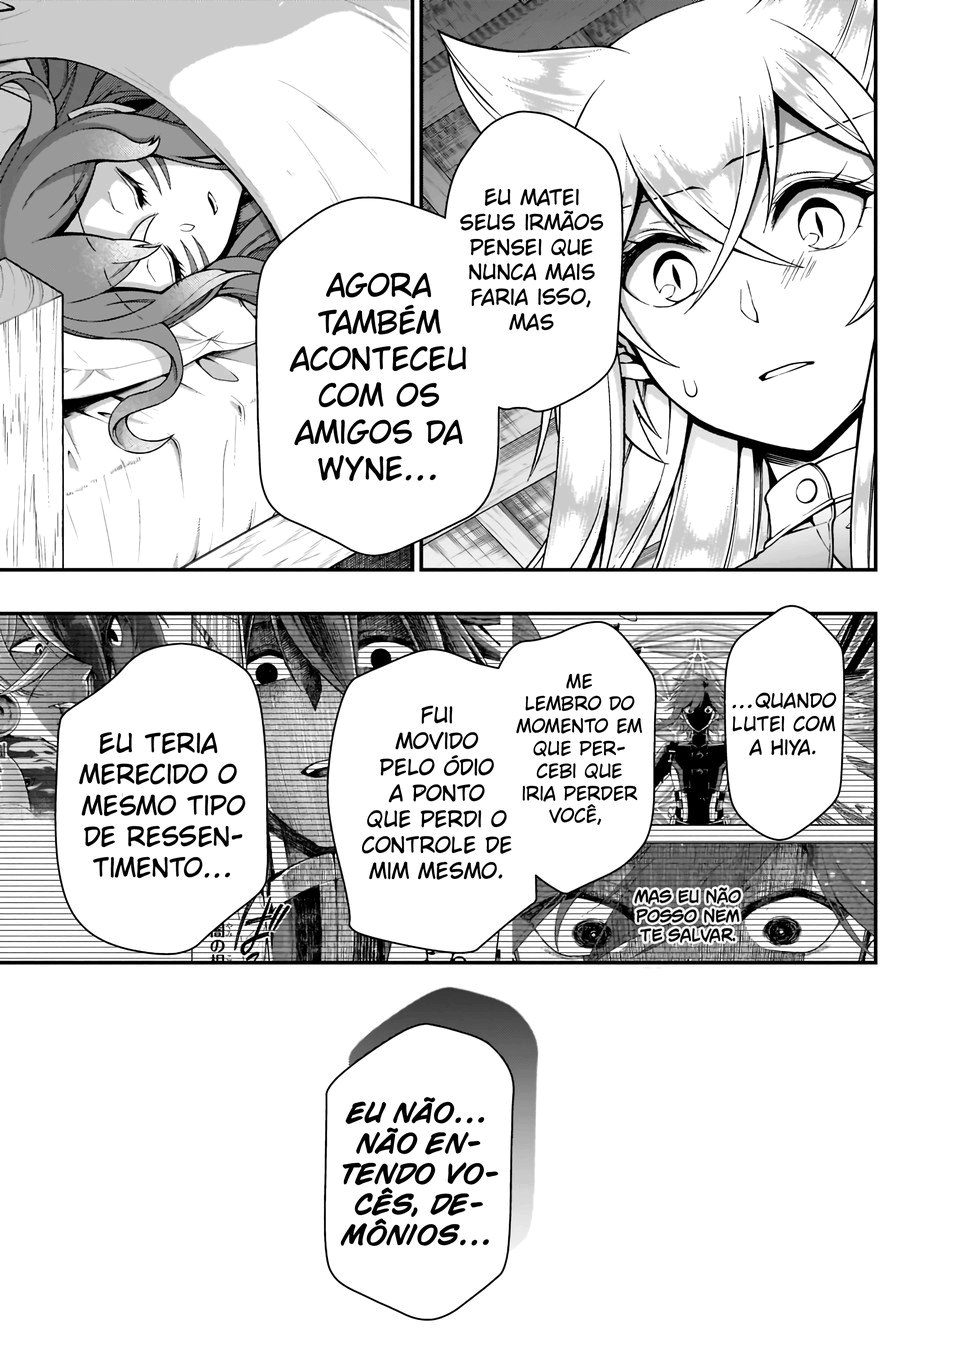 EU MATEI
SEUS IRMÃOS
PENSEI QUE
NUNCA MAIS
FARIA ISSO,
MAS
AGORA
TAMBÉM
ACONTECEU
COM OS
AMIGOS DA
WYNE...
...QUANDO
LUTEI COM
A HIYA.
ME
LEMBRO DO
MOMENTO EM
QUE PER-
CEBI QUE
IRIA PERDER
VOCÊ,
MAS EU NÃO
POSSO NEM
TE SALVAR.
FUI
MOVIDO
PELO ÓDIO
A PONTO
QUE PERDI O
CONTROLE DE
MIM MESMO.
EU TERIA
MERECIDO O
MESMO TIPO
DE RESSEN-
TIMENTO...
EU NÃO...
NÃO EN-
TENDO VO-
CÊS, DE-
MÔNIOS...